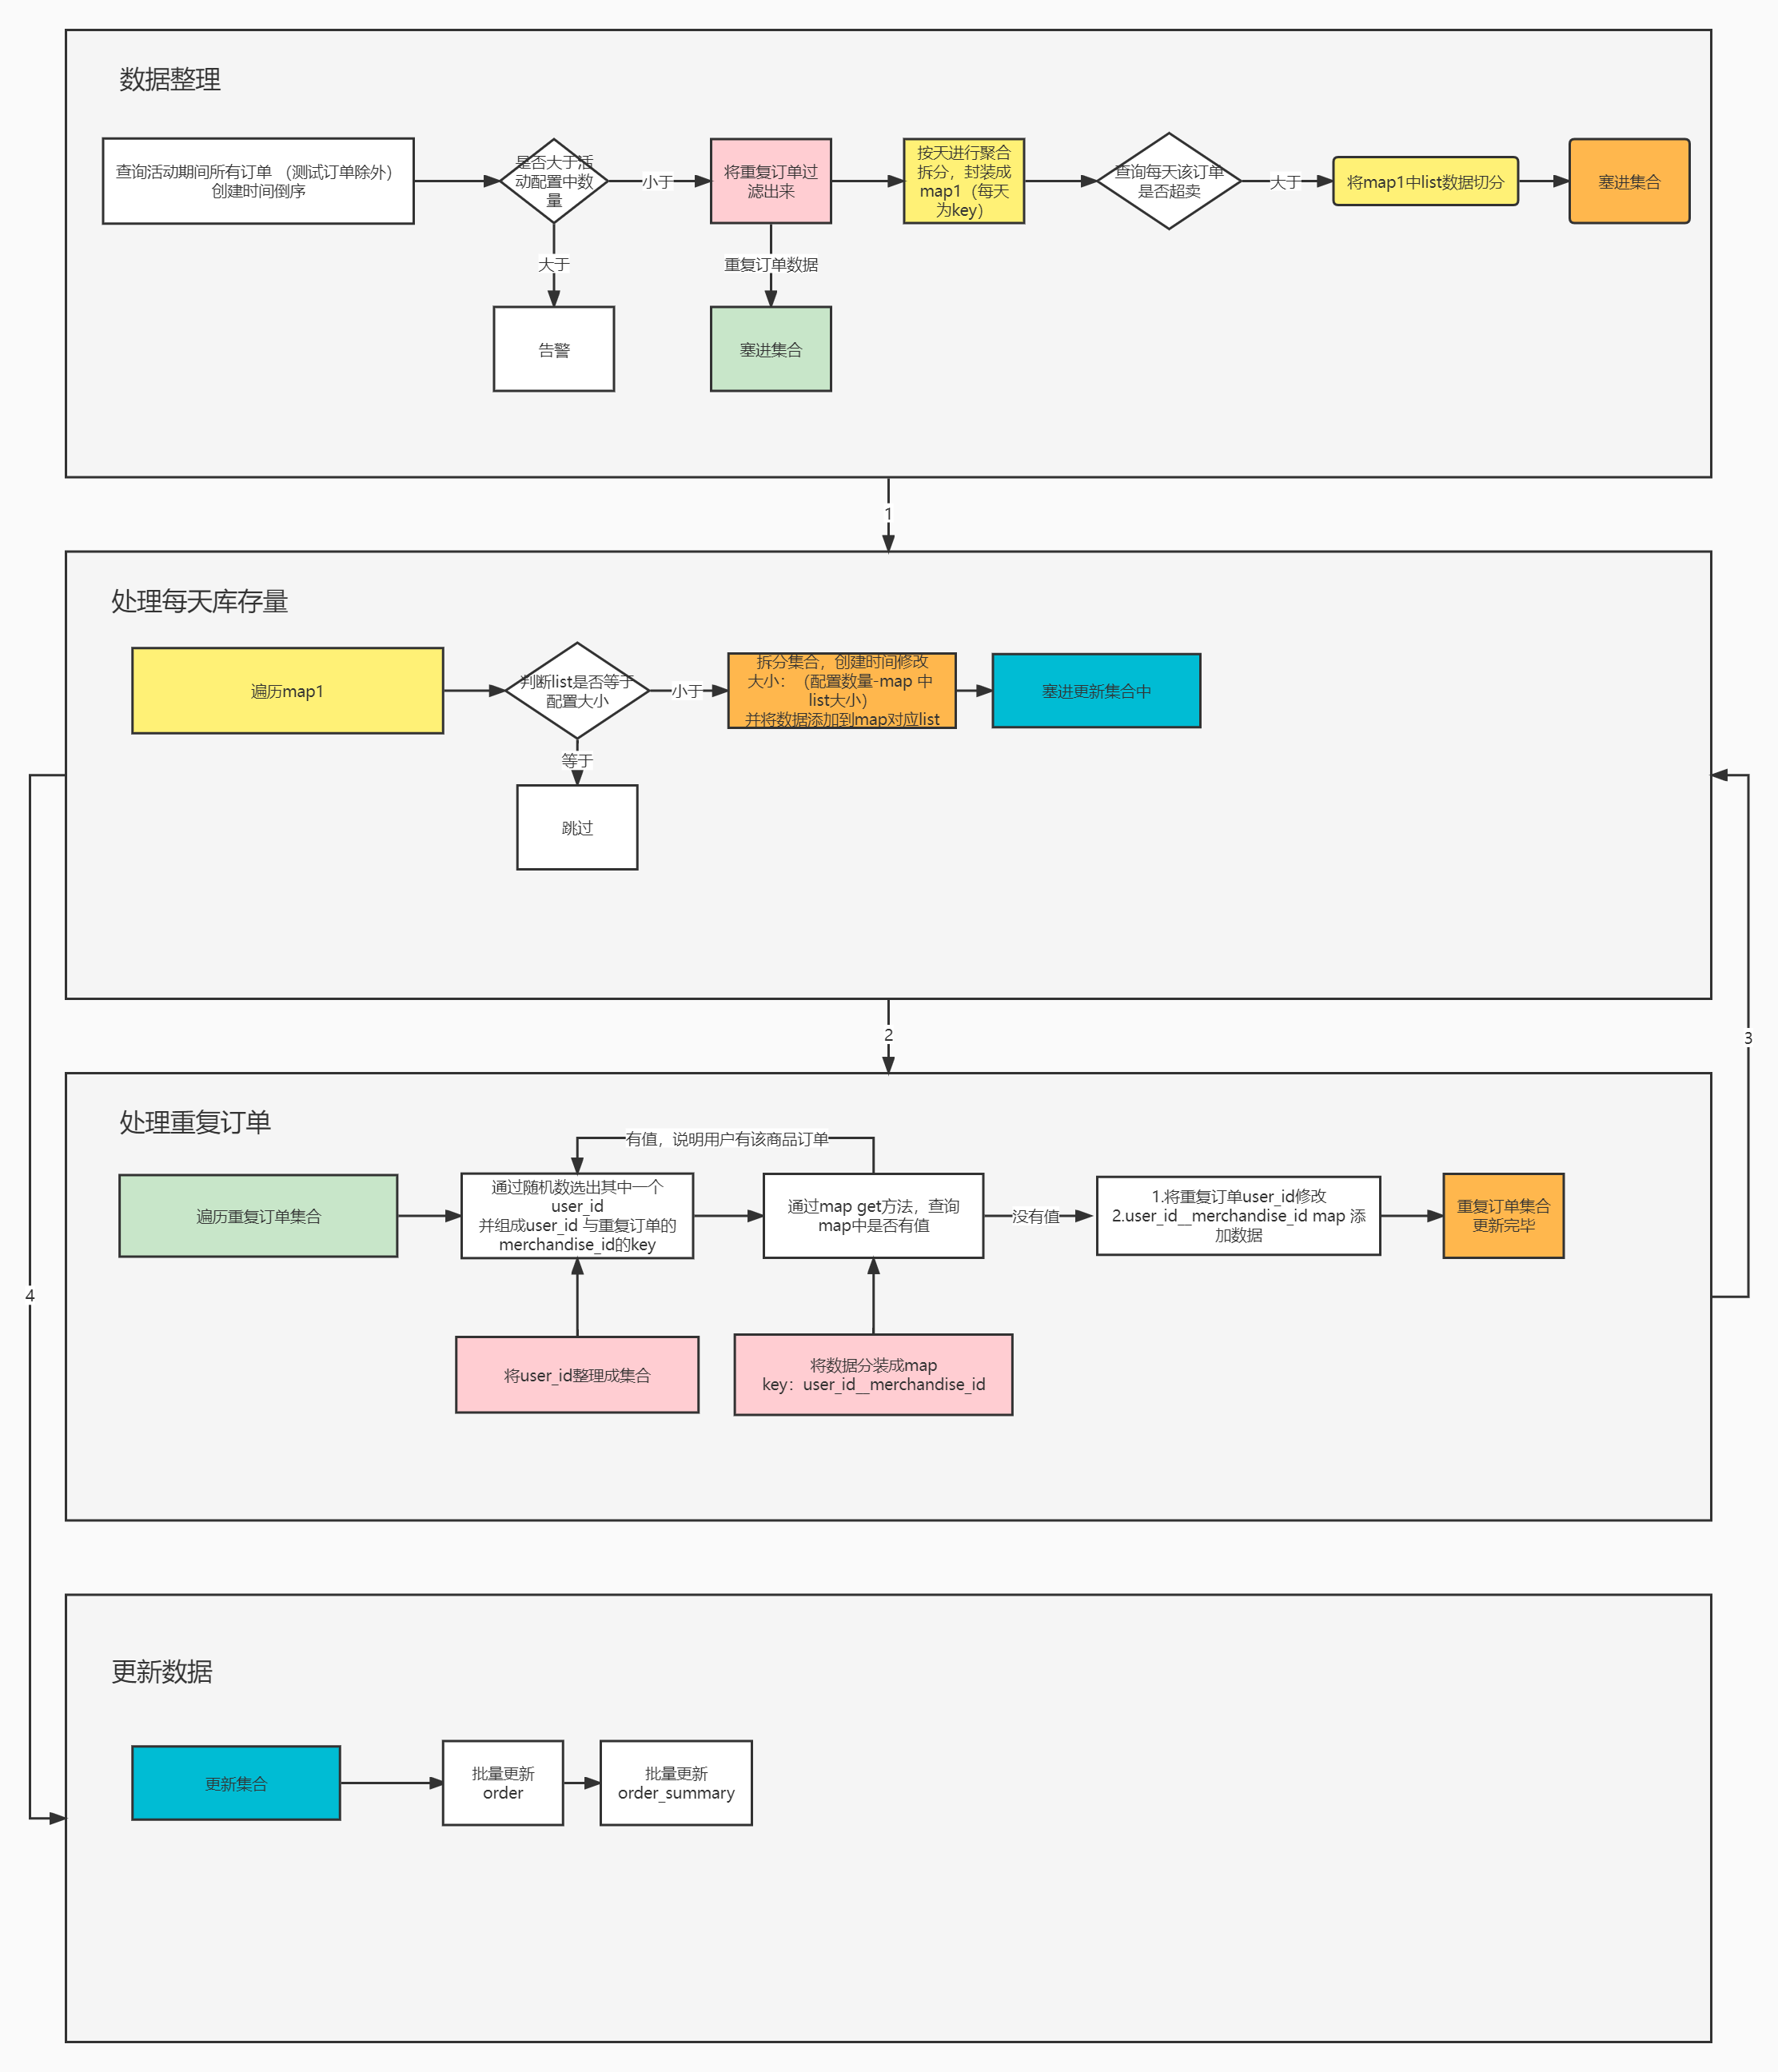 数据整理
查询活动期间所有订单 （测试订单除外）
创建时间倒序
是否大于活
动配置中数
量
小于
将重复订单过
滤出来
按天进行聚合
拆分，封装成
map1（每天
为key）
查询每天该订单
是否超卖
大于
将map1中list数据切分
塞进集合
大于
重复订单数据
告警
塞进集合
1
处理每天库存量
遍历map1
判断list是否等于
配置大小
小于
拆分集合，创建时间修改
大小：（配置数量-map 中
list大小）
并将数据添加到map对应list
塞进更新集合中
等于
跳过
2
3
处理重复订单
有值，说明用户有该商品订单
遍历重复订单集合
通过随机数选出其中一个
user_id
并组成user_id 与重复订单的
merchandise_id的key
通过map get方法，查询
map中是否有值
没有值
1.将重复订单user_id修改
2.user_id__merchandise_id map 添
加数据
重复订单集合
更新完毕
将user_id整理成集合
将数据分装成map
key：user_id__merchandise_id
4
更新数据
更新集合
批量更新
order
批量更新
order_summary